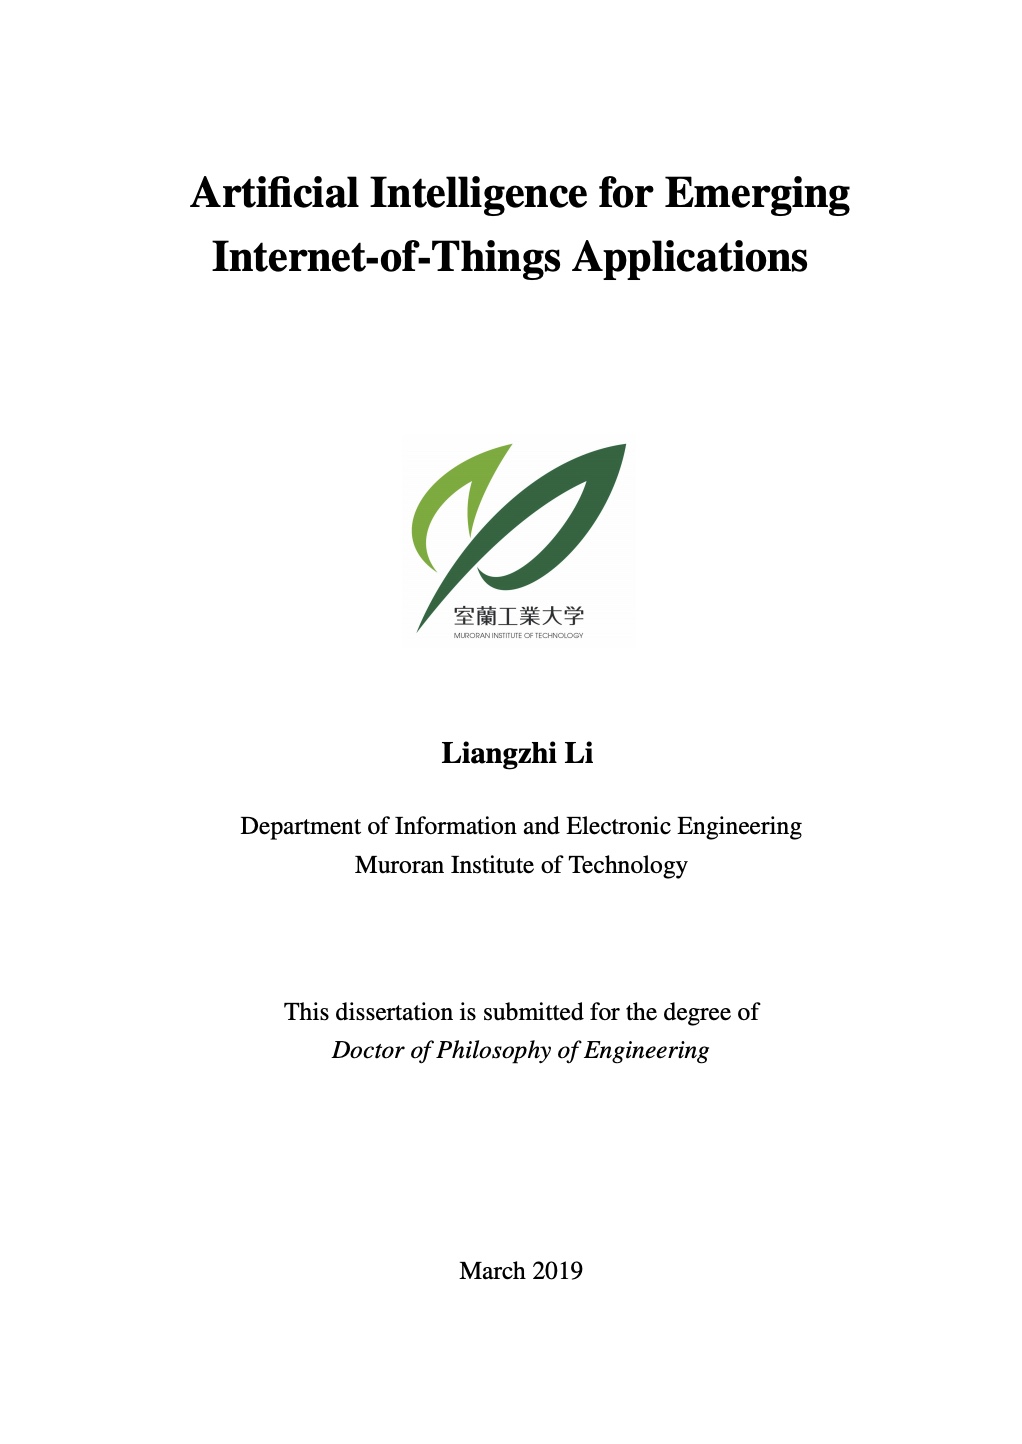 Artificial Intelligence for Emerging
Internet-of-Things Applications
室蘭工業大学
MURORAN INSTITUTE OF TECHNOLOGY
Liangzhi Li
Department of Information and Electronic Engineering
Muroran Institute of Technology
This dissertation is submitted for the degree of
Doctor of Philosophy of Engineering
March 2019